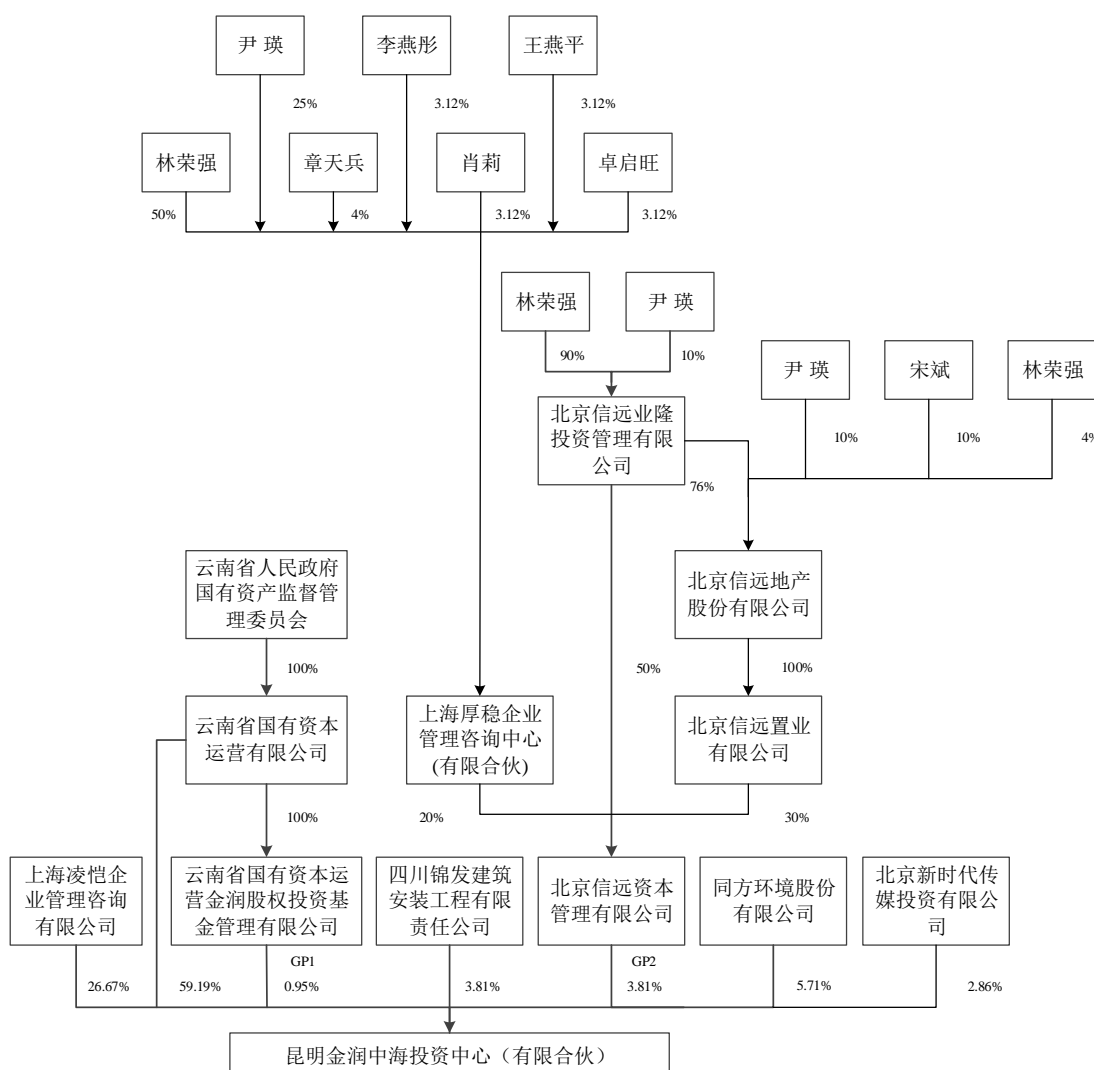 尹 瑛
李燕彤
王燕平
25%
3.12%
3.12%
林荣强
章天兵
肖莉
卓启旺
50%
4%
3.12%
3.12%
林荣强
尹 瑛
90%
10%
尹 瑛
宋斌
林荣强
10%
10%
4%
北京信远业隆
投资管理有限
公司
76%
云南省人民政府
国有资产监督管
理委员会
北京信远地产
股份有限公司
100%
50%
100%
云南省国有资本
运营有限公司
上海厚稳企业
管理咨询中心
(有限合伙)
北京信远置业
有限公司
100%
20%
30%
上海凌恺企
业管理咨询
有限公司
云南省国有资本运
营金润股权投资基
金管理有限公司
四川锦发建筑
安装工程有限
责任公司
北京信远资本
管理有限公司
同方环境股份
有限公司
北京新时代传
媒投资有限公
司
GP1
GP2
26.67%
59.19%
0.95%
3.81%
3.81%
5.71%
2.86%
昆明金润中海投资中心（有限合伙）